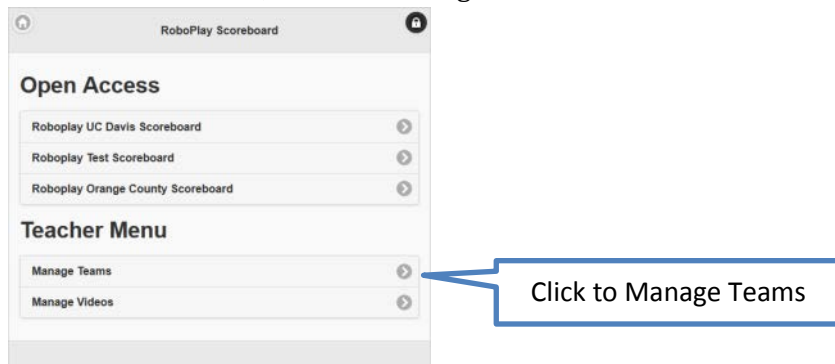 RoboPlay Scoreboard
Open Access
Roboplay UC Davis Scoreboard
Roboplay Test Scoreboard
Roboplay Orange County Scoreboard
Teacher Menu
Manage Teams
Click to Manage Teams
Manage Videos